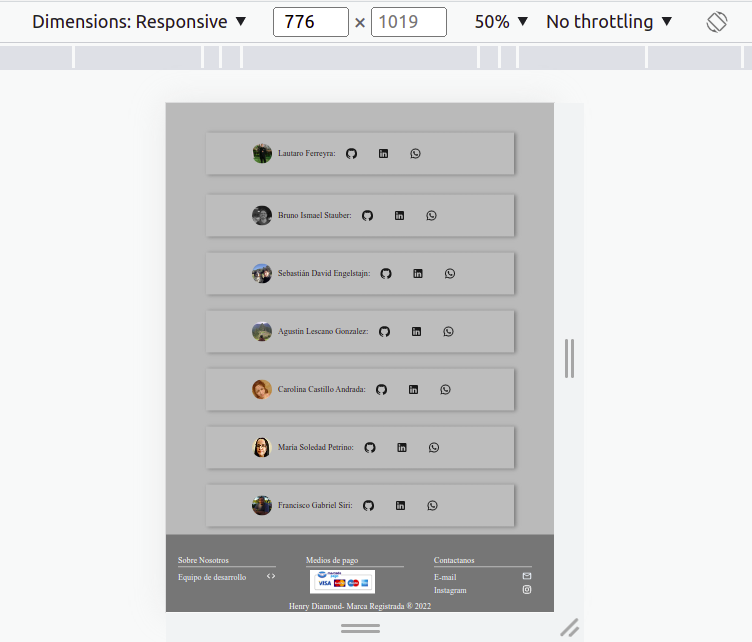 Dimensions: Responsive ▼ 776 × 1019 50% ▼ No throttling ▼
Lautaro Ferreyra:
Bruno Ismael Stauber:
Sebastián David Engelstajn:
Agustin Lescano Gonzalez:
Carolina Castillo Andrada:
María Soledad Petrino:
Francisco Gabriel Siri:
Sobre Nosotros
Equipo de desarrollo
Medios de pago
VISA
Contactanos
E-mail
Instagram
Henry Diamond- Marca Registrada ® 2022